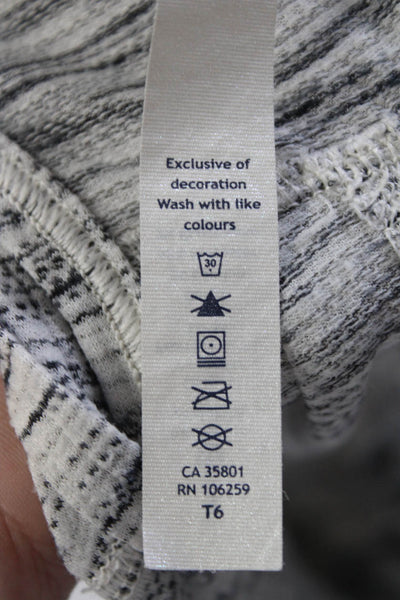 Exclusive of
decoration
Wash with like
colours
30
CA 35801
RN 106259
T6